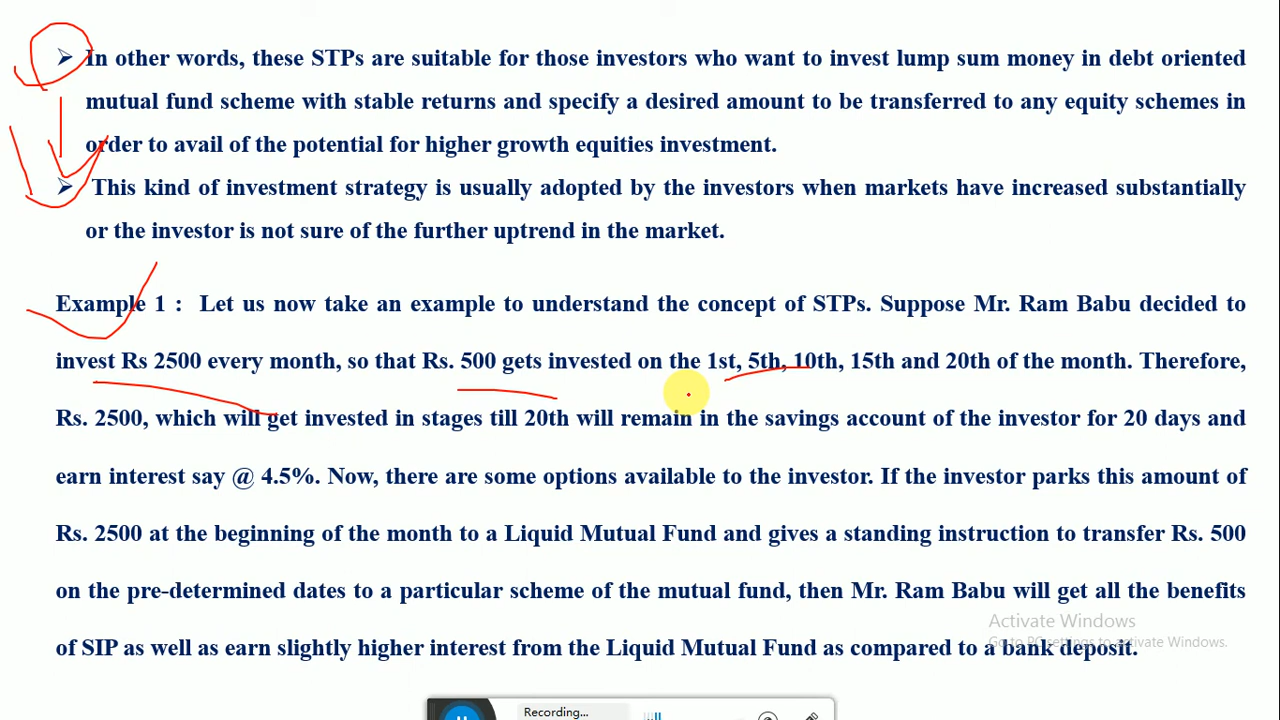 ➢ In other words, these STPs are suitable for those investors who want to invest lump sum money in debt oriented
mutual fund scheme with stable returns and specify a desired amount to be transferred to any equity schemes in
order to avail of the potential for higher growth equities investment.
➢ This kind of investment strategy is usually adopted by the investors when markets have increased substantially
or the investor is not sure of the further uptrend in the market.
Example 1 : Let us now take an example to understand the concept of STPs. Suppose Mr. Ram Babu decided to
invest Rs 2500 every month, so that Rs. 500 gets invested on the 1st, 5th, 10th, 15th and 20th of the month. Therefore,
Rs. 2500, which will get invested in stages till 20th will remain in the savings account of the investor for 20 days and
earn interest say @ 4.5%. Now, there are some options available to the investor. If the investor parks this amount of
Rs. 2500 at the beginning of the month to a Liquid Mutual Fund and gives a standing instruction to transfer Rs. 500
on the pre-determined dates to a particular scheme of the mutual fund, then Mr. Ram Babu will get all the benefits
of SIP as well as earn slightly higher interest from the Liquid Mutual Fund as compared to a bank deposit.
Activate Windows
Go to PC settings to activate Windows.
Recording...